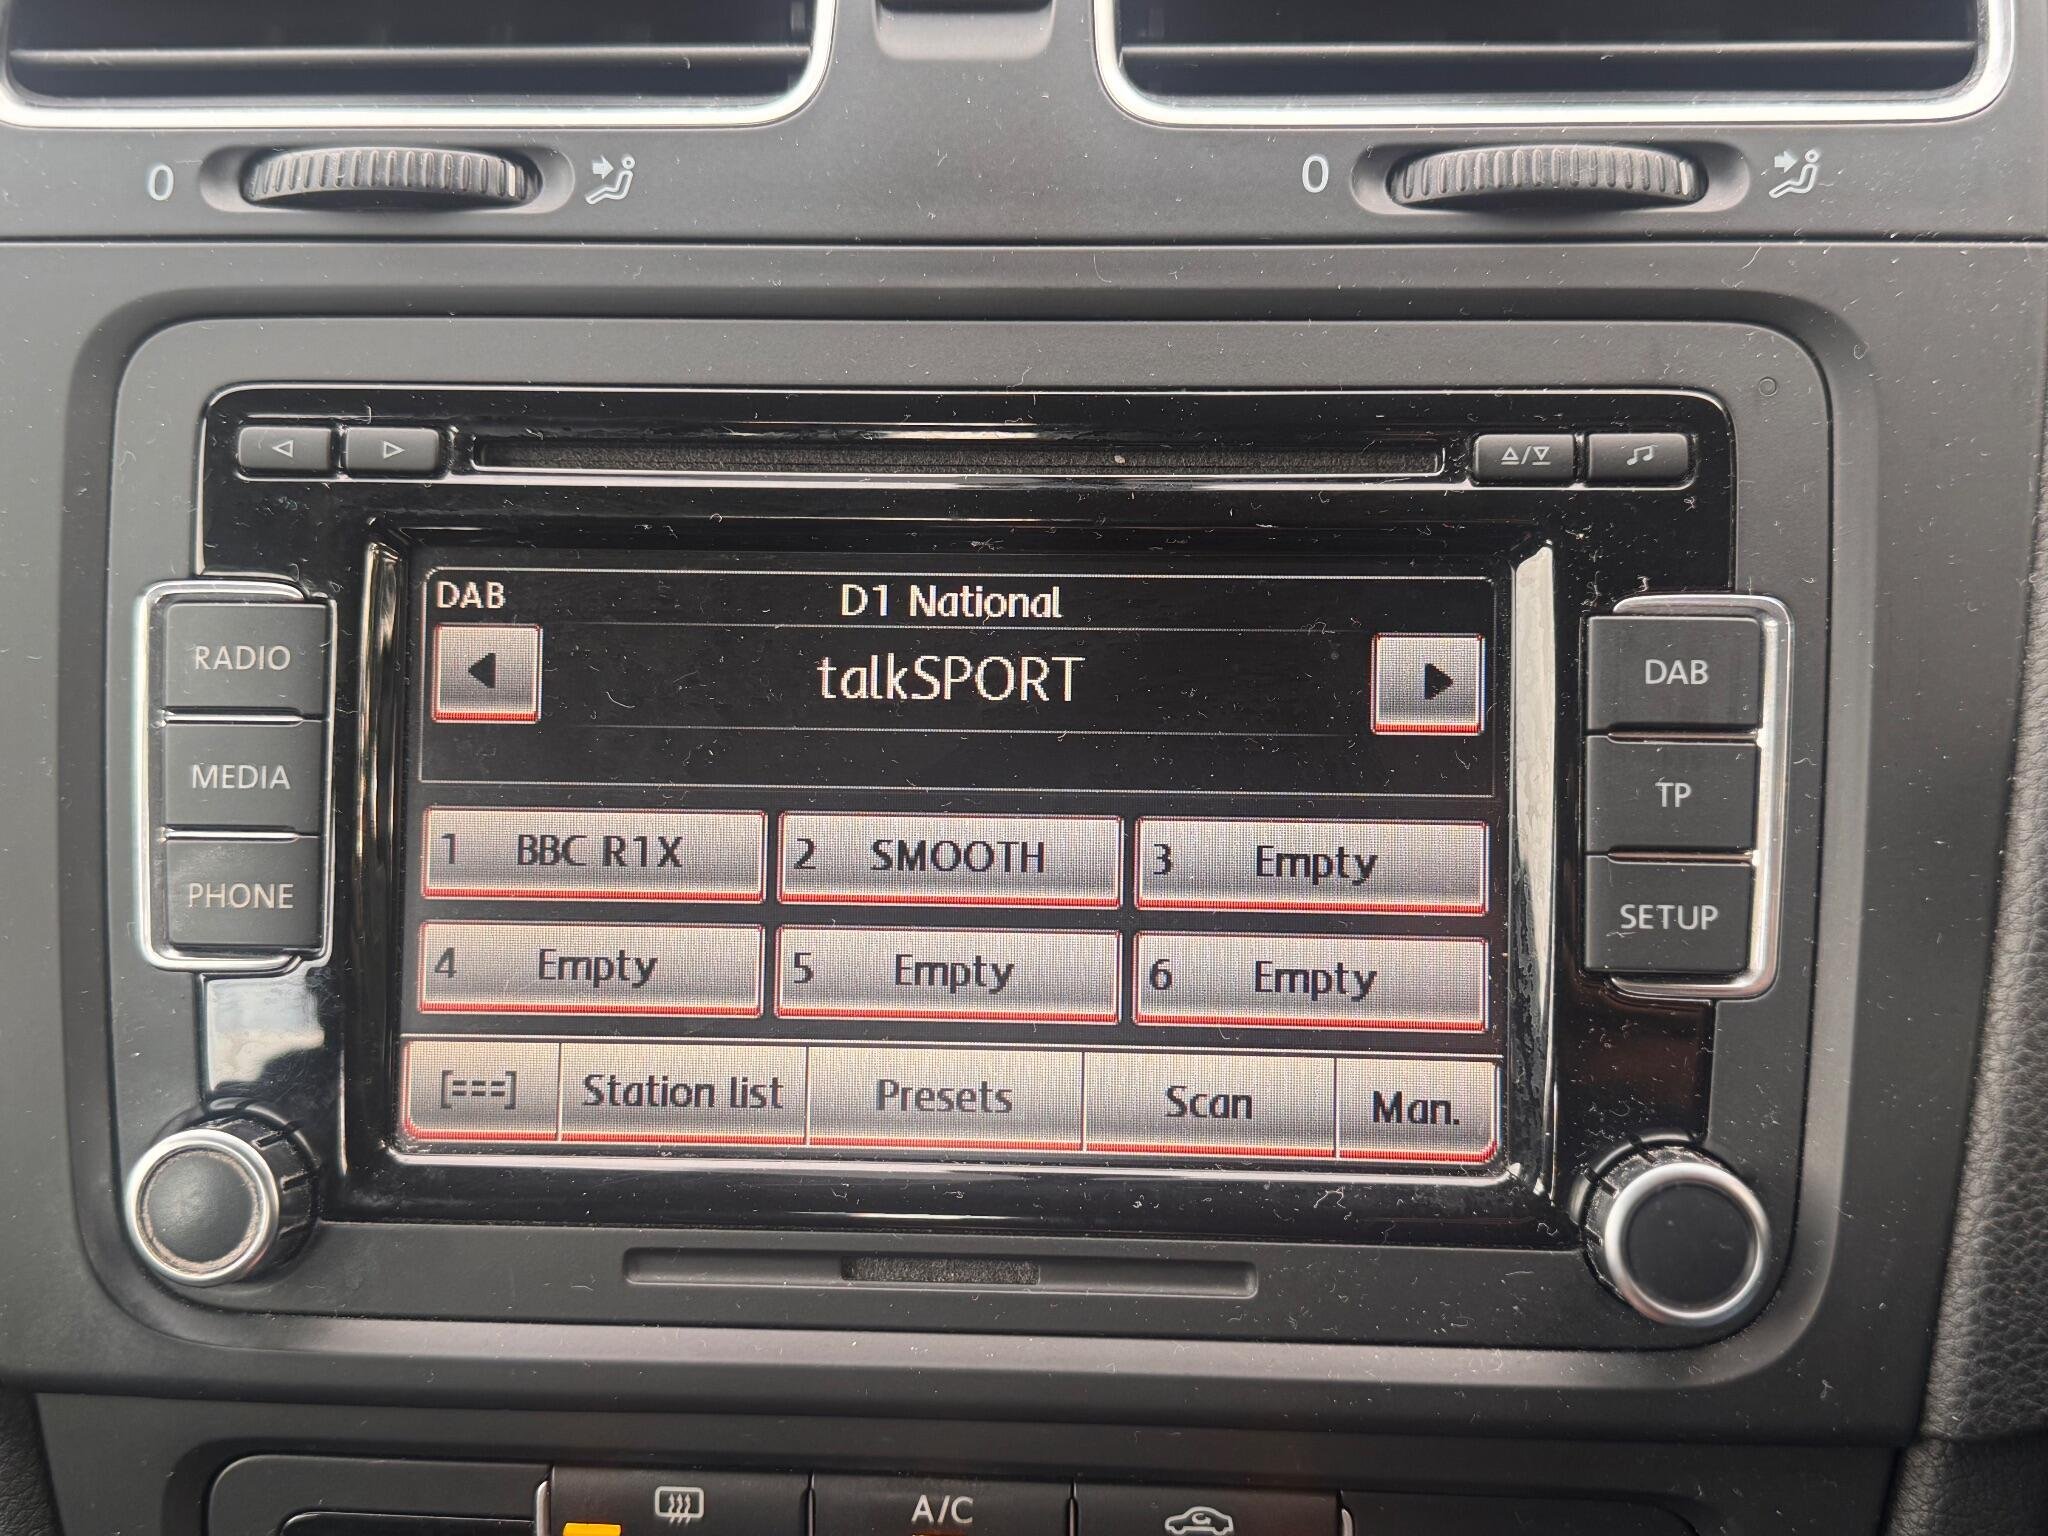 0 0
DAB D1 National
RADIO talkSPORT DAB
MEDIA TP
1 BBC R1X 2 SMOOTH 3 Empty
PHONE SETUP
4 Empty 5 Empty 6 Empty
[===] Station list Presets Scan Man.
A/C